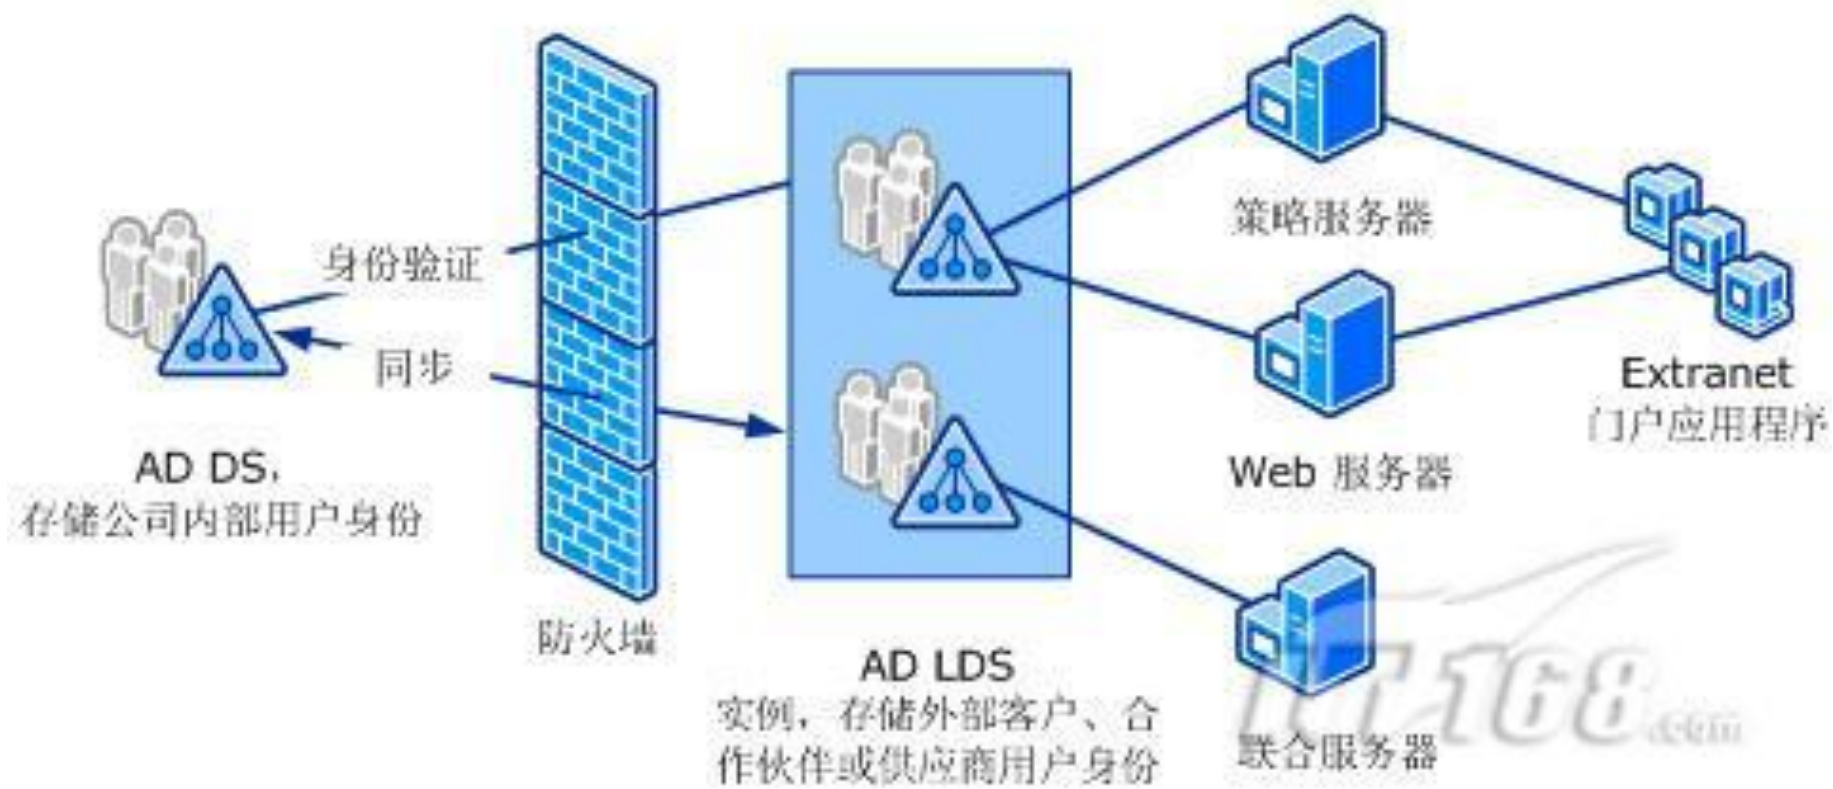 身份验证
同步
AD DS，
存储公司内部用户身份
防火墙
AD LDS
实例，存储外部客户、合
作伙伴或供应商用户身份
策略服务器
Web 服务器
联合服务器
Extranet
门户应用程序
IT168.com